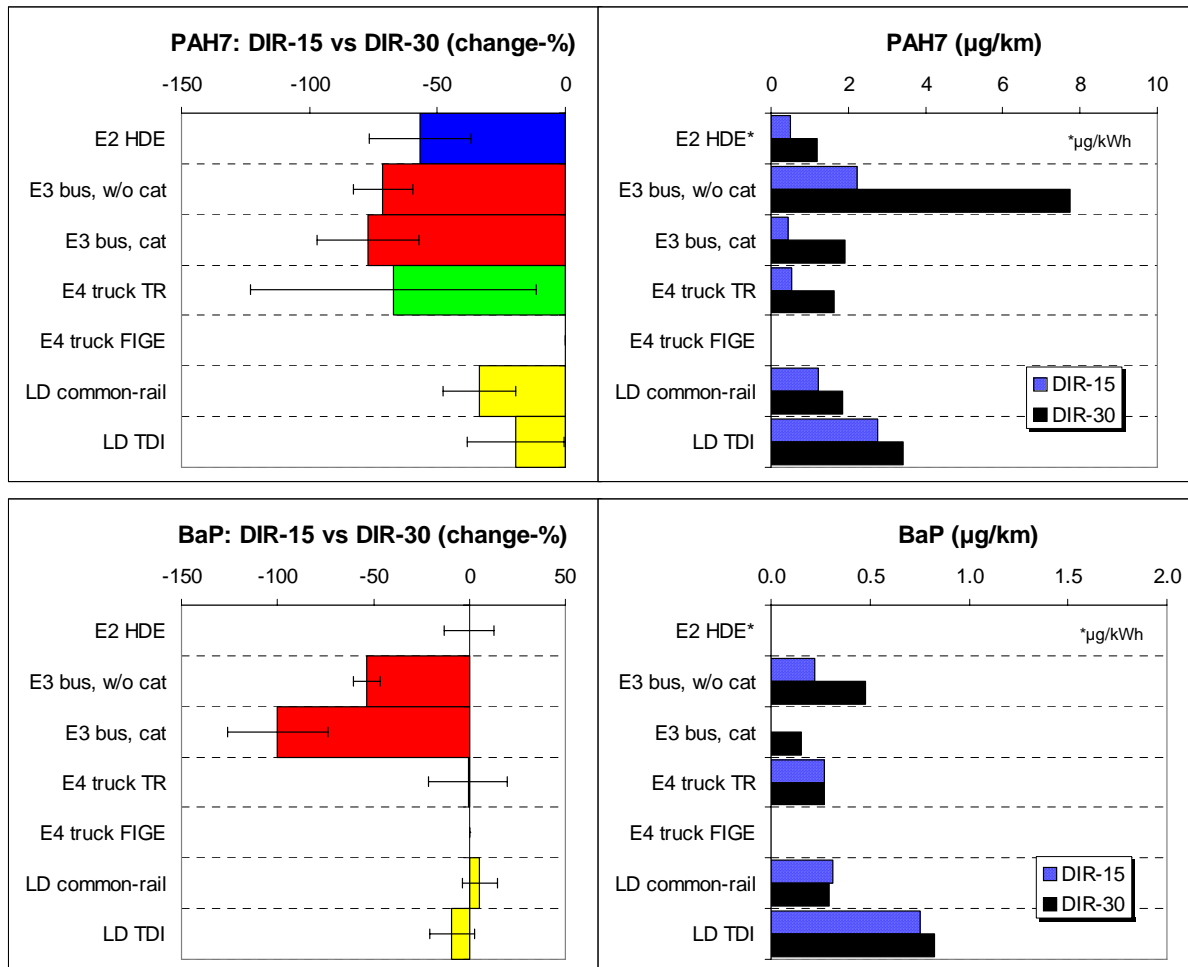 PAH7: DIR-15 vs DIR-30 (change-%)
-150 -100 -50 0
E2 HDE
E3 bus, w/o cat
E3 bus, cat
E4 truck TR
E4 truck FIGE
LD common-rail
LD TDI
PAH7 (µg/km)
0 2 4 6 8 10
E2 HDE*
*µg/kWh
E3 bus, w/o cat
E3 bus, cat
E4 truck TR
E4 truck FIGE
LD common-rail
LD TDI
DIR-15
DIR-30
BaP: DIR-15 vs DIR-30 (change-%)
-150 -100 -50 0 50
E2 HDE
E3 bus, w/o cat
E3 bus, cat
E4 truck TR
E4 truck FIGE
LD common-rail
LD TDI
BaP (µg/km)
0.0 0.5 1.0 1.5 2.0
E2 HDE*
*µg/kWh
E3 bus, w/o cat
E3 bus, cat
E4 truck TR
E4 truck FIGE
LD common-rail
LD TDI
DIR-15
DIR-30